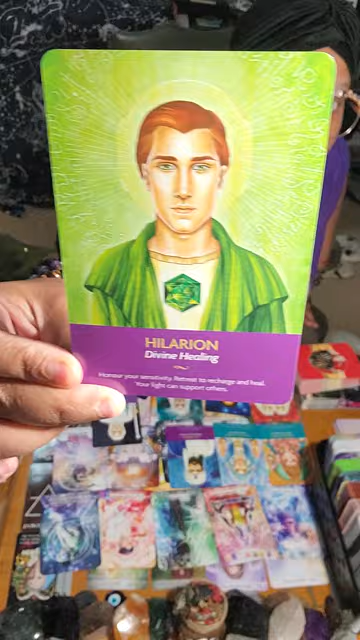 HILARION
Divine Healing
Honour your sensitivity. Retreat to recharge and heal.
Your light can support others.